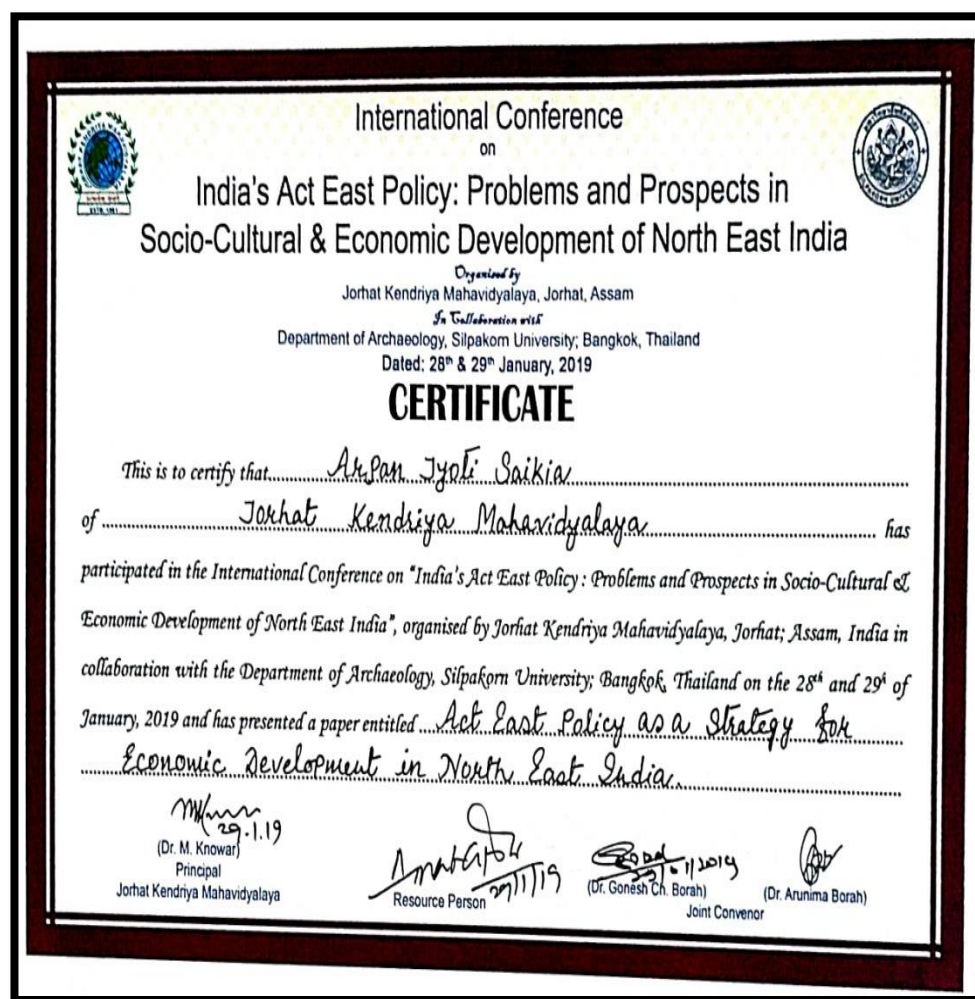 International Conference
on
India's Act East Policy: Problems and Prospects in
Socio-Cultural & Economic Development of North East India
Organised by
Jorhat Kendriya Mahavidyalaya, Jorhat, Assam
In Collaboration with
Department of Archaeology, Silpakorn University; Bangkok, Thailand
Dated: 28th & 29th January, 2019
CERTIFICATE
This is to certify that Arpan Jyoti Saikia
of Jorhat Kendriya Mahavidyalaya has
participated in the International Conference on "India's Act East Policy : Problems and Prospects in Socio-Cultural &
Economic Development of North East India", organised by Jorhat Kendriya Mahavidyalaya, Jorhat; Assam, India in
collaboration with the Department of Archaeology, Silpakorn University; Bangkok, Thailand on the 28th and 29th of
January, 2019 and has presented a paper entitled Act East Policy as a Strategy for
Economic Development in North East India.
29.1.19
(Dr. M. Knowar)
Principal
Jorhat Kendriya Mahavidyalaya
29/1/19
Resource Person
29/01/2019
(Dr. Gonesh Ch. Borah)
(Dr. Arunima Borah)
Joint Convenor